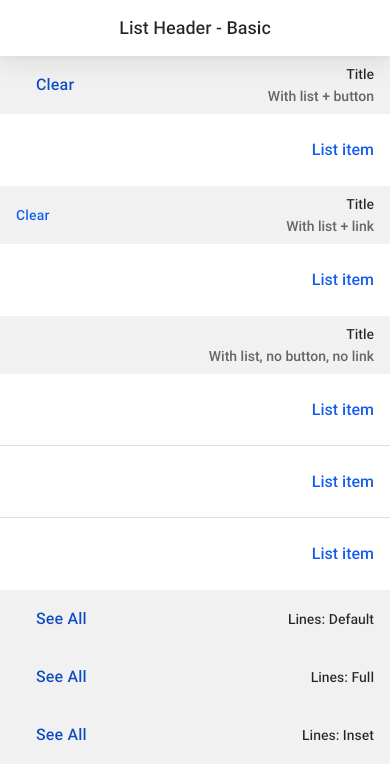 List Header - Basic
Title
Clear
With list + button
List item
Title
Clear
With list + link
List item
Title
With list, no button, no link
List item
List item
List item
Lines: Default
See All
Lines: Full
See All
Lines: Inset
See All